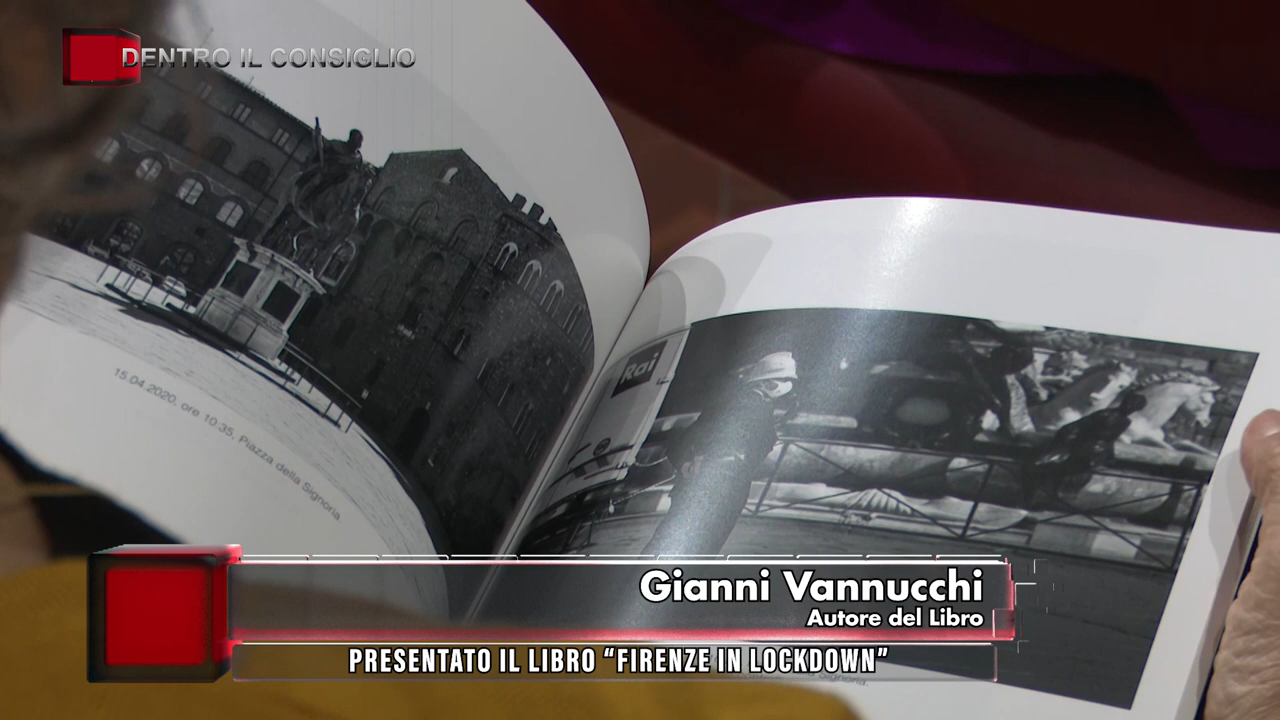 DENTRO IL CONSIGLIO
Rai
15.04.2020, ore 10:35, Piazza della Signoria.
Signoria.
Gianni Vannucchi
Autore del Libro
PRESENTATO IL LIBRO “FIRENZE IN LOCKDOWN”